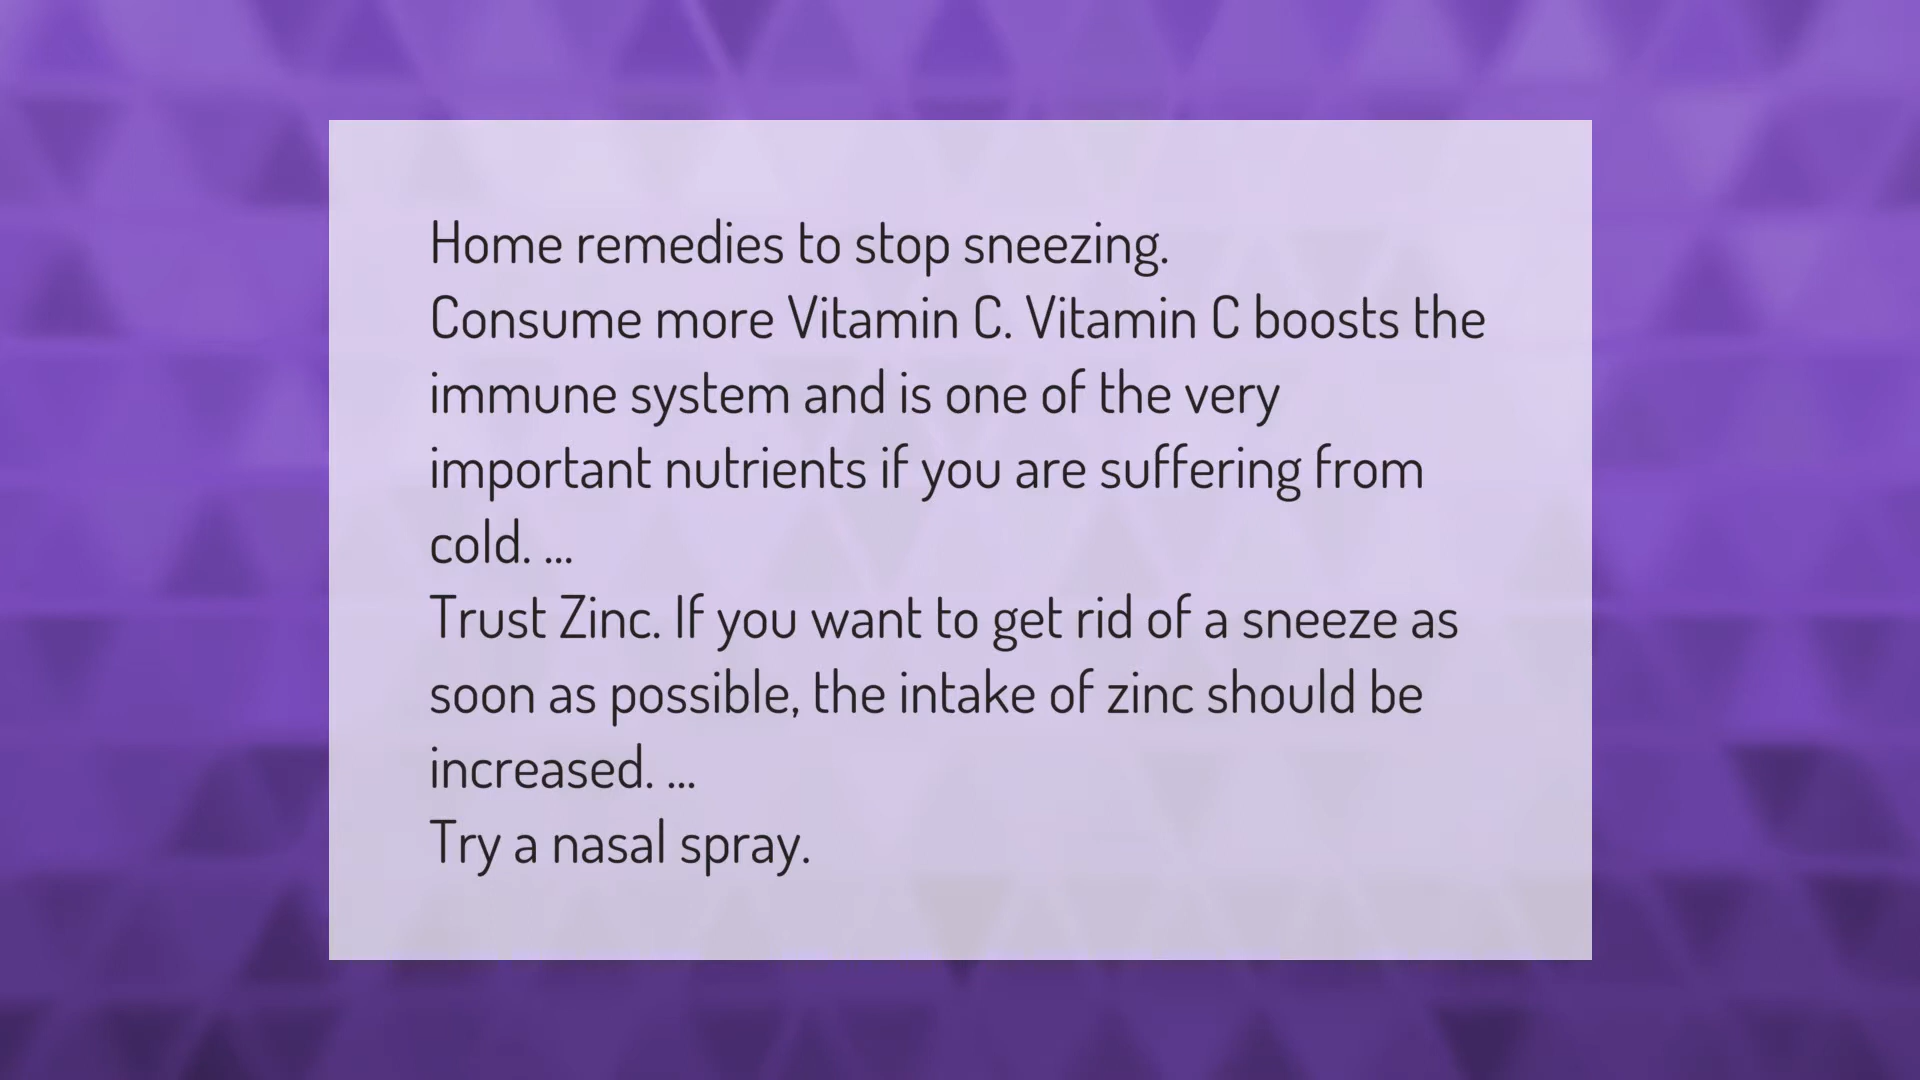 Home remedies to stop sneezing.
Consume more Vitamin C. Vitamin C boosts the
immune system and is one of the very
important nutrients if you are suffering from
cold. ...
Trust Zinc. If you want to get rid of a sneeze as
soon as possible, the intake of zinc should be
increased. ...
Try a nasal spray.